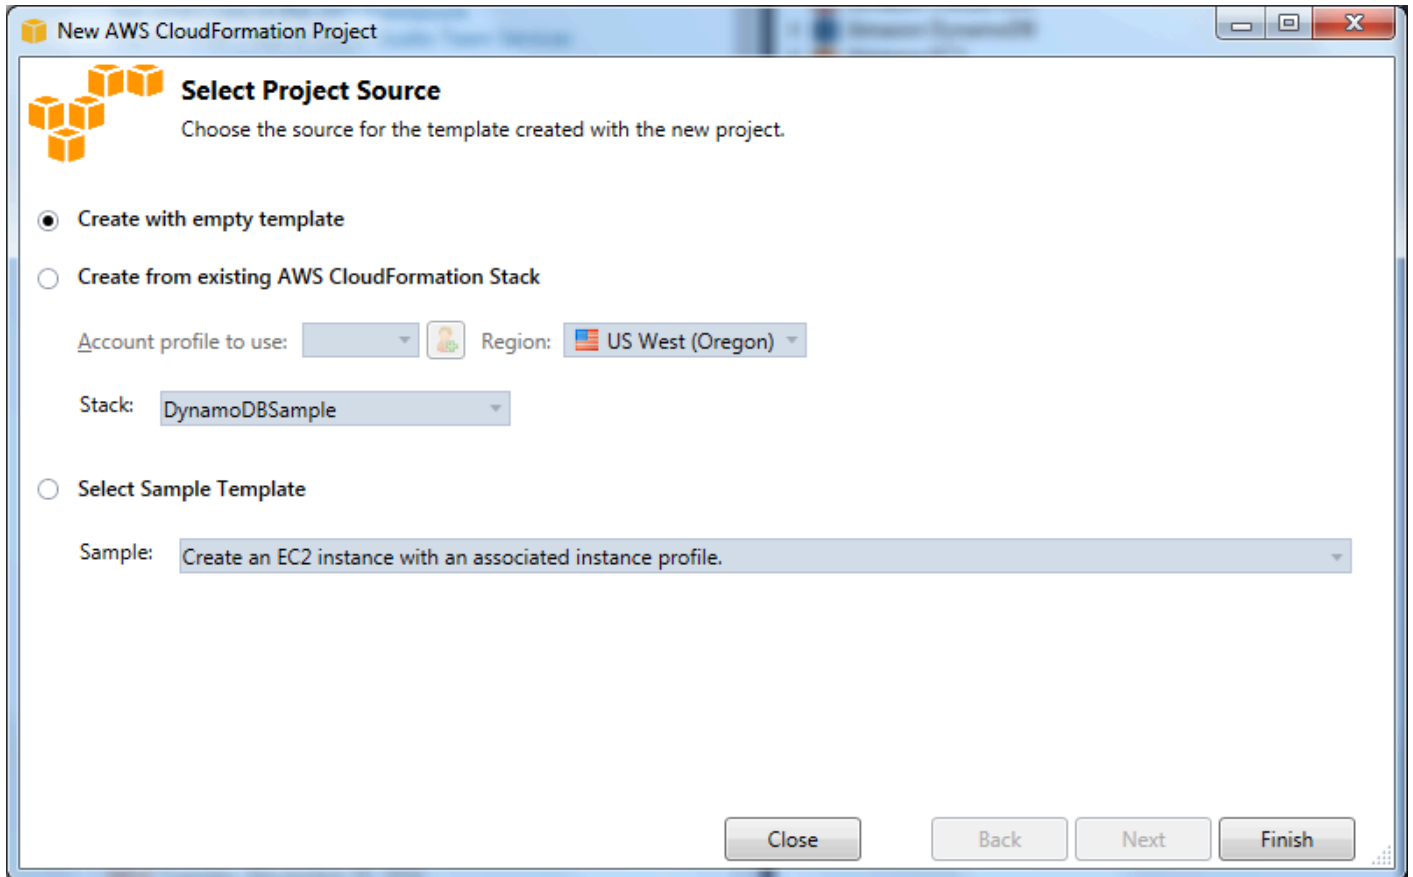 New AWS CloudFormation Project
Select Project Source
Choose the source for the template created with the new project.
Create with empty template
Create from existing AWS CloudFormation Stack
Account profile to use: Region: US West (Oregon)
Stack: DynamoDBSample
Select Sample Template
Sample: Create an EC2 instance with an associated instance profile.
Close Back Next Finish